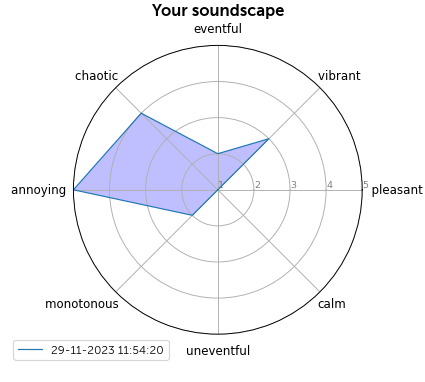 Your soundscape
eventful
chaotic
vibrant
annoying
1
2
3
4
5
pleasant
monotonous
calm
uneventful
29-11-2023 11:54:20